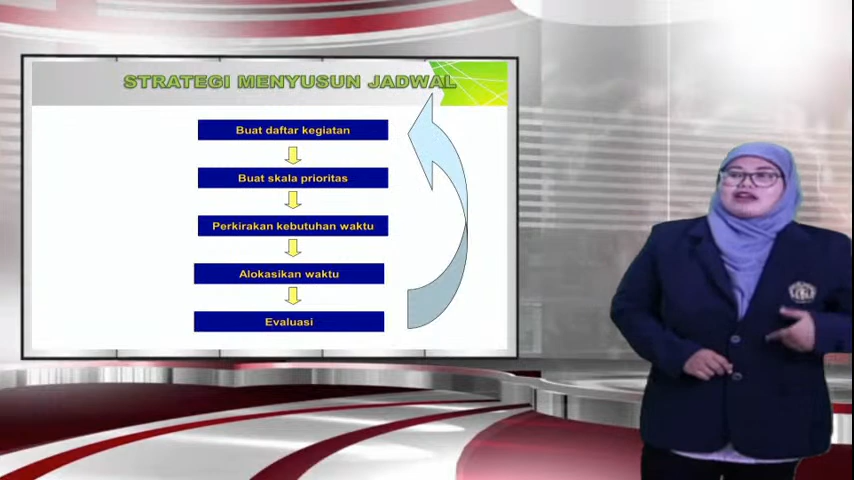 STRATEGI MENYUSUN JADWAL
Buat daftar kegiatan
Buat skala prioritas
Perkirakan kebutuhan waktu
Alokasikan waktu
Evaluasi